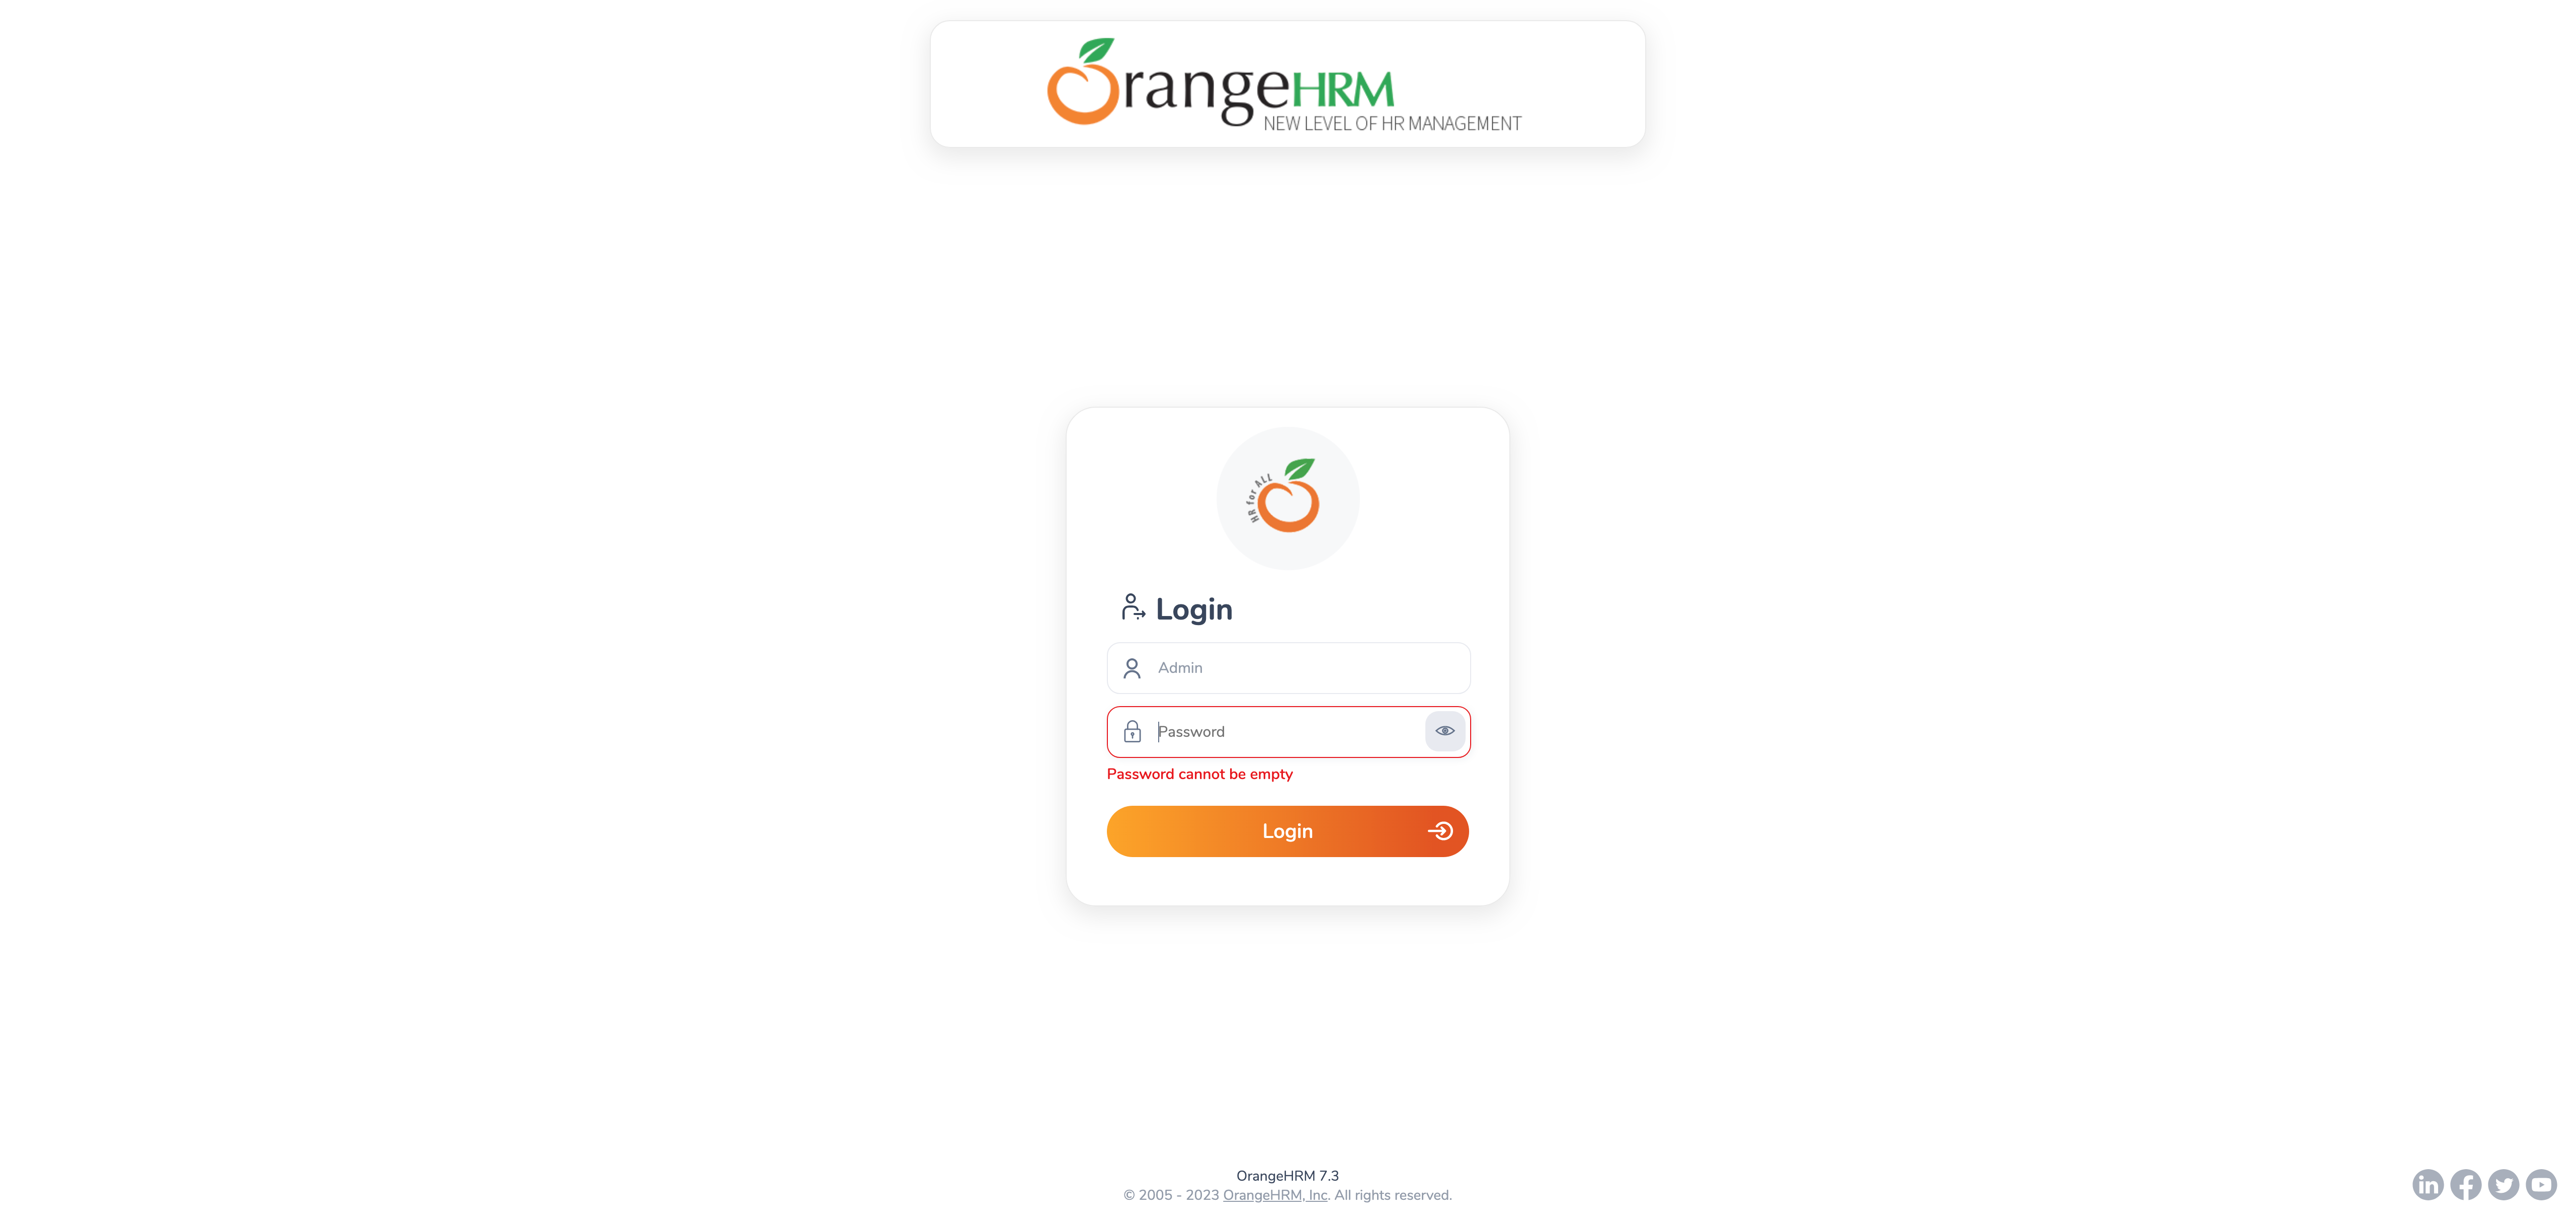 OrangeHRM
NEW LEVEL OF HR MANAGEMENT
HR for ALL
Login
Admin
Password
Password cannot be empty
Login
OrangeHRM 7.3
© 2005 - 2023 OrangeHRM, Inc. All rights reserved.
in